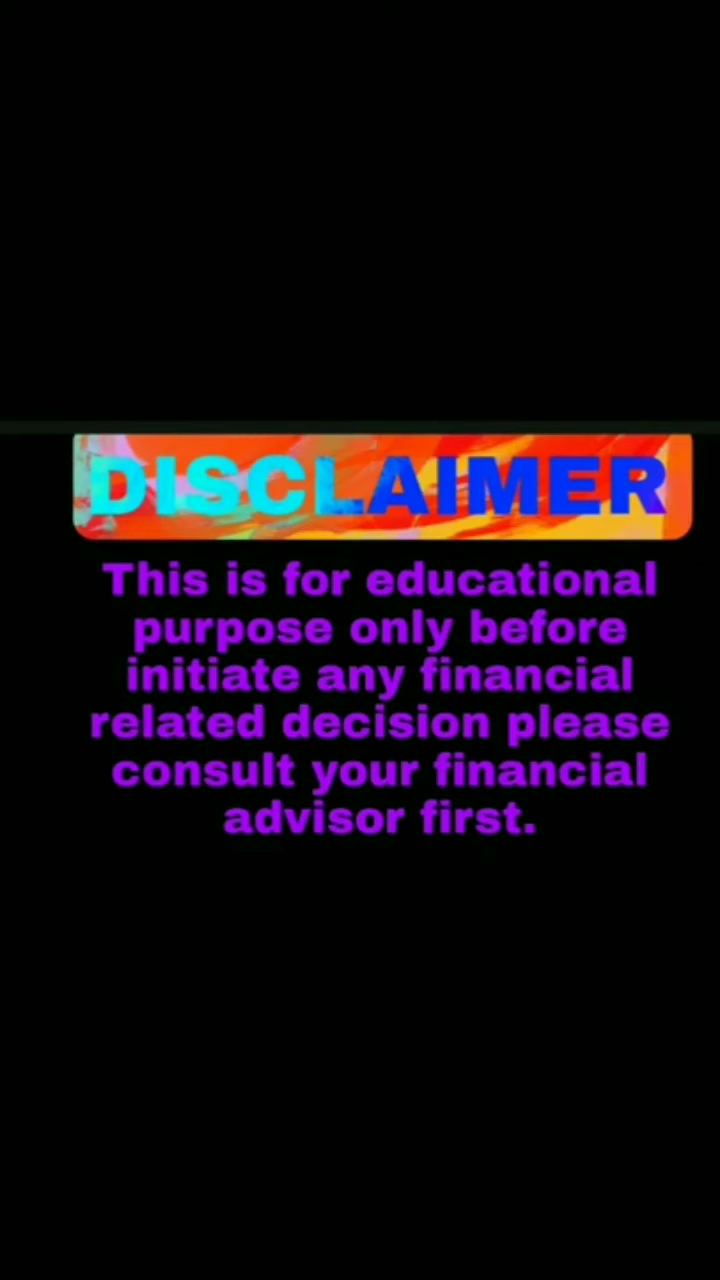 DISCLAIMER
This is for educational
purpose only before
initiate any financial
related decision please
consult your financial
advisor first.